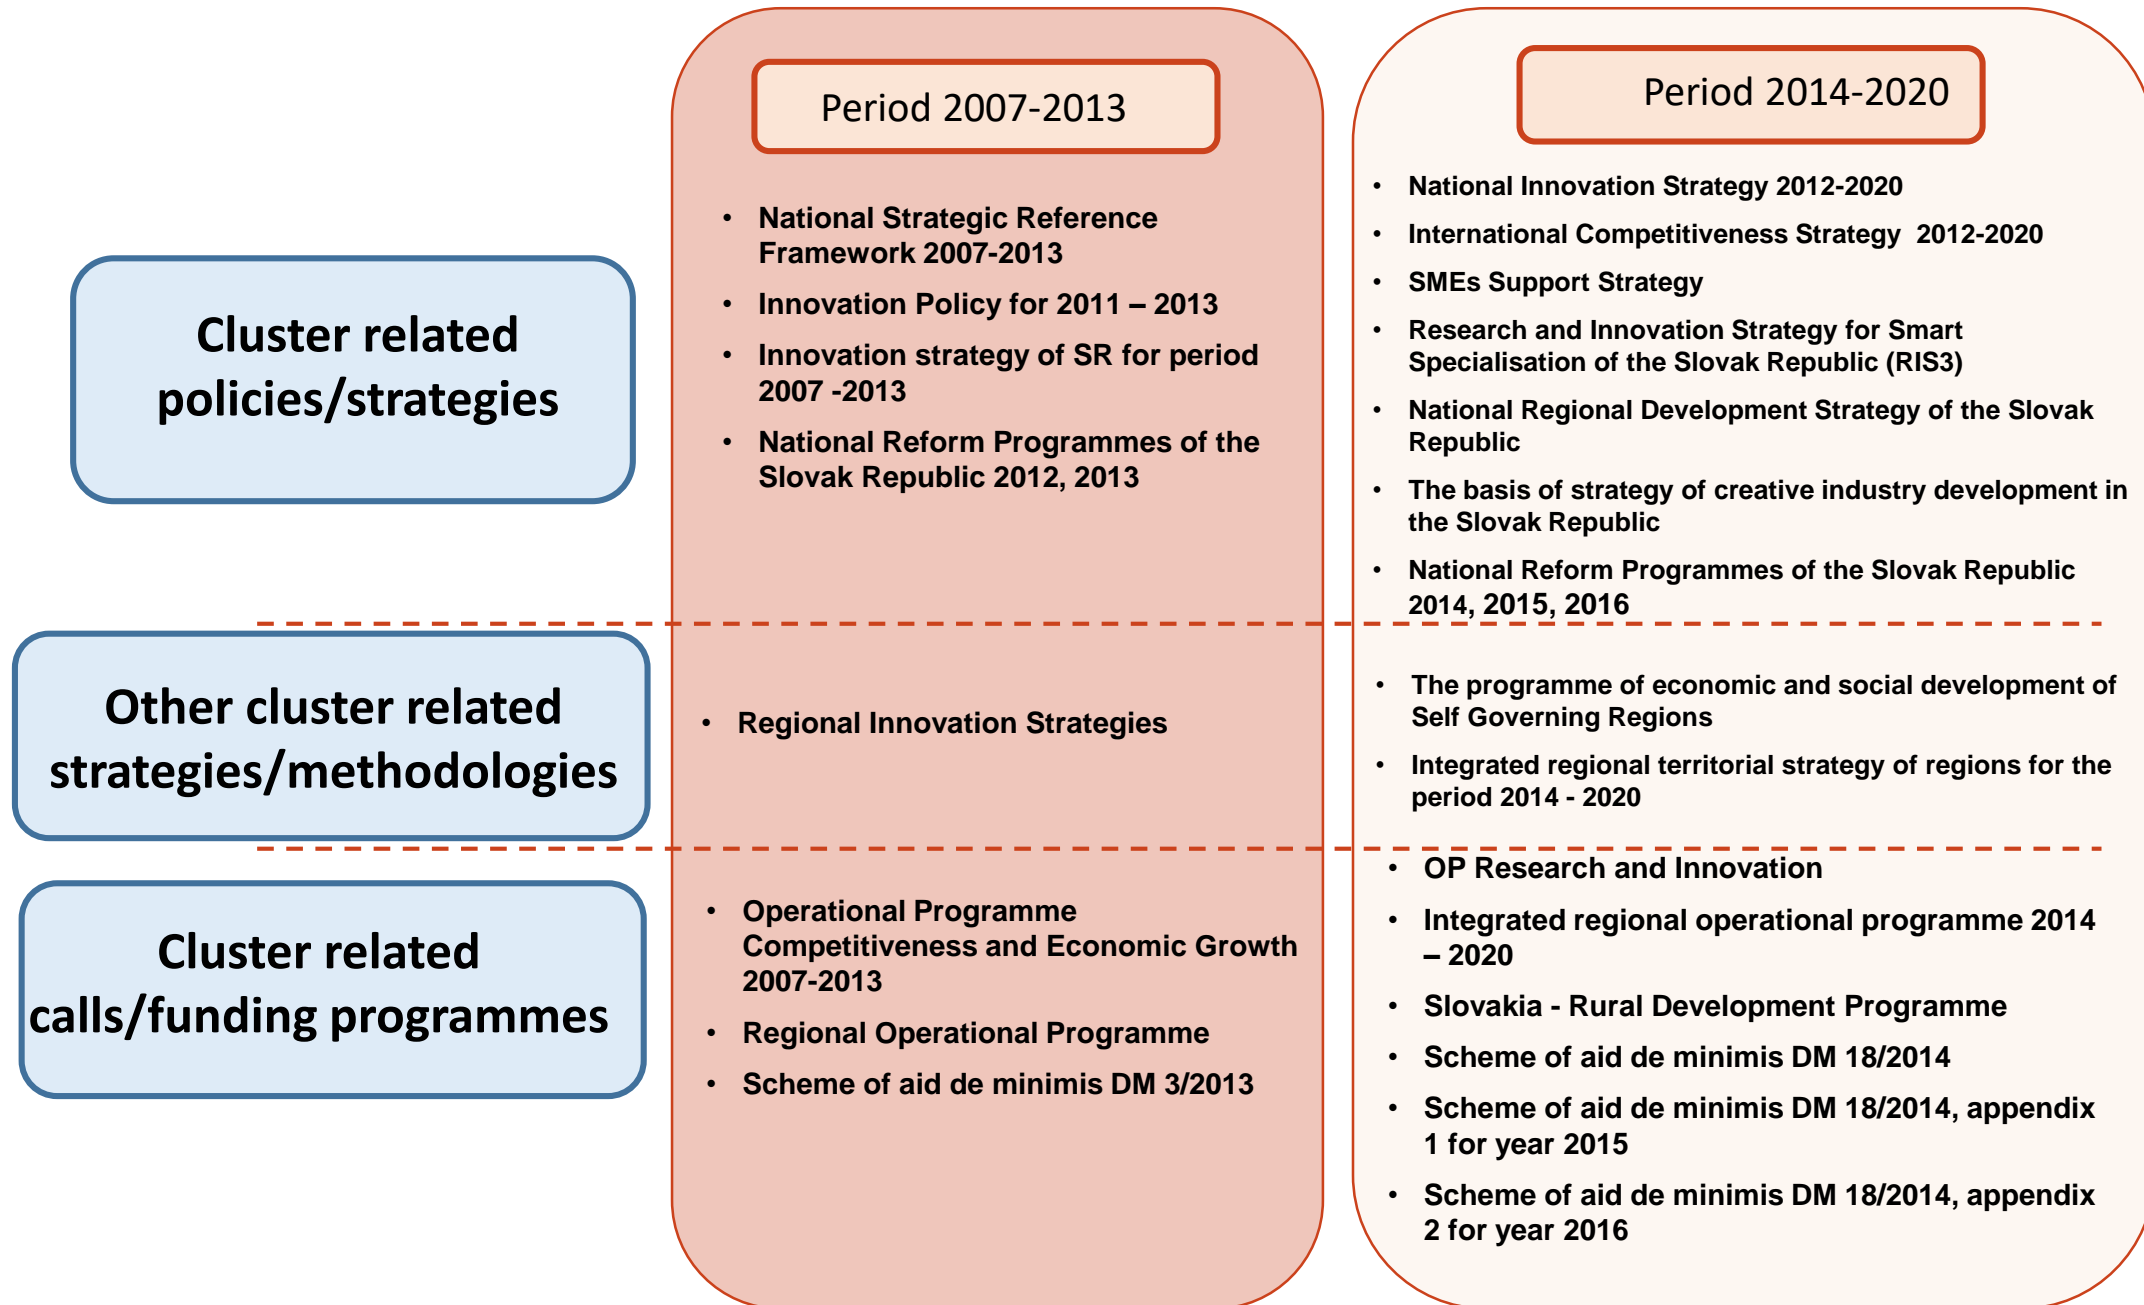 Period 2007-2013
Period 2014-2020
Cluster related
policies/strategies
• National Strategic Reference
Framework 2007-2013
• Innovation Policy for 2011 – 2013
• Innovation strategy of SR for period
2007 -2013
• National Reform Programmes of the
Slovak Republic 2012, 2013
• National Innovation Strategy 2012-2020
• International Competitiveness Strategy  2012-2020
• SMEs Support Strategy
• Research and Innovation Strategy for Smart
Specialisation of the Slovak Republic (RIS3)
• National Regional Development Strategy of the Slovak
Republic
• The basis of strategy of creative industry development in
the Slovak Republic
• National Reform Programmes of the Slovak Republic
2014, 2015, 2016
Other cluster related
strategies/methodologies
• Regional Innovation Strategies
• The programme of economic and social development of
Self Governing Regions
• Integrated regional territorial strategy of regions for the
period 2014 - 2020
Cluster related
calls/funding programmes
• Operational Programme
Competitiveness and Economic Growth
2007-2013
• Regional Operational Programme
• Scheme of aid de minimis DM 3/2013
• OP Research and Innovation
• Integrated regional operational programme 2014
– 2020
• Slovakia - Rural Development Programme
• Scheme of aid de minimis DM 18/2014
• Scheme of aid de minimis DM 18/2014, appendix
1 for year 2015
• Scheme of aid de minimis DM 18/2014, appendix
2 for year 2016